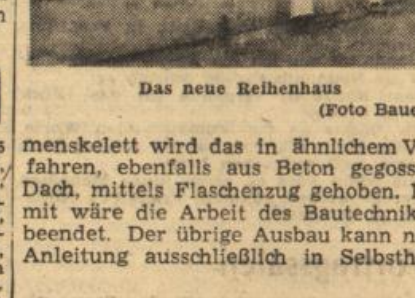 Das neue Reihenhaus
(Foto Baue
menskelett wird das in ähnlichem V
fahren, ebenfalls aus Beton gegoss
Dach, mittels Flaschenzug gehoben.
mit wäre die Arbeit des Bautechnik
beendet. Der übrige Ausbau kann n
Anleitung ausschließlich in Selbsth